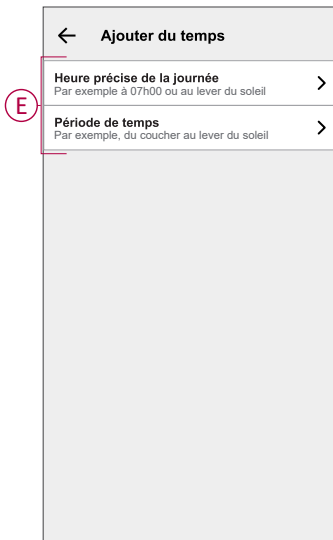 Ajouter du temps
Heure précise de la journée
Par exemple à 07h00 ou au lever du soleil
E
Période de temps
Par exemple, du coucher au lever du soleil